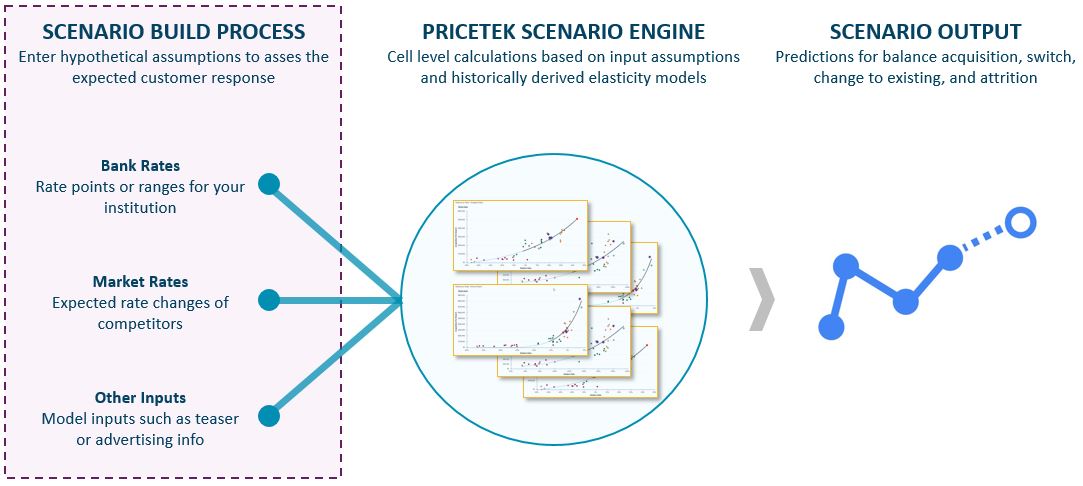 SCENARIO BUILD PROCESS
Enter hypothetical assumptions to asses the
expected customer response
Bank Rates
Rate points or ranges for your
institution
Market Rates
Expected rate changes of
competitors
Other Inputs
Model inputs such as teaser
or advertising info
PRICETEK SCENARIO ENGINE
Cell level calculations based on input assumptions
and historically derived elasticity models
SCENARIO OUTPUT
Predictions for balance acquisition, switch,
change to existing, and attrition